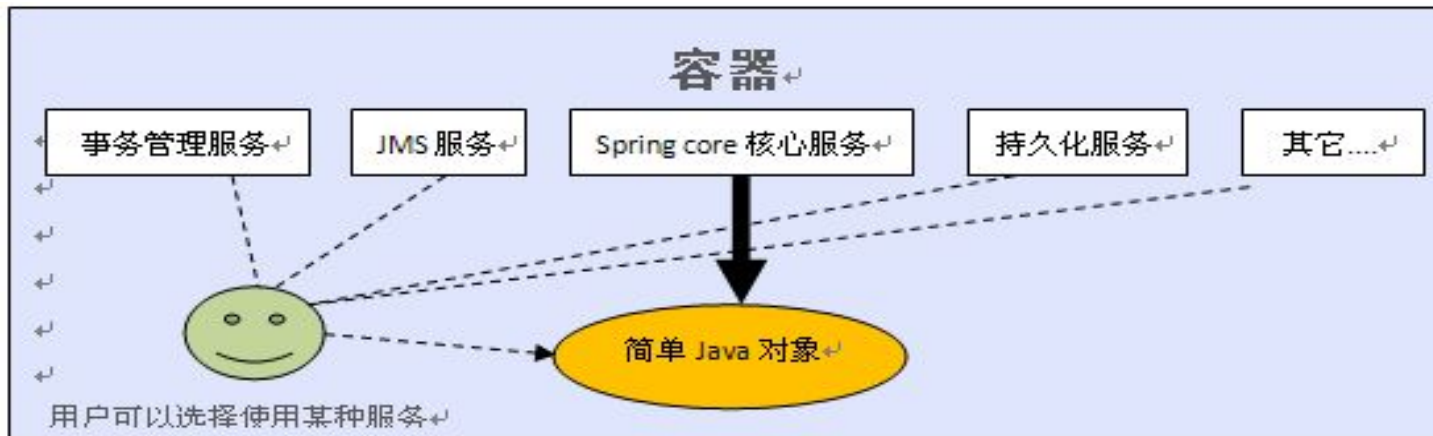 容器
事务管理服务
JMS 服务
Spring core 核心服务
持久化服务
其它....
简单 Java 对象
用户可以选择使用某种服务